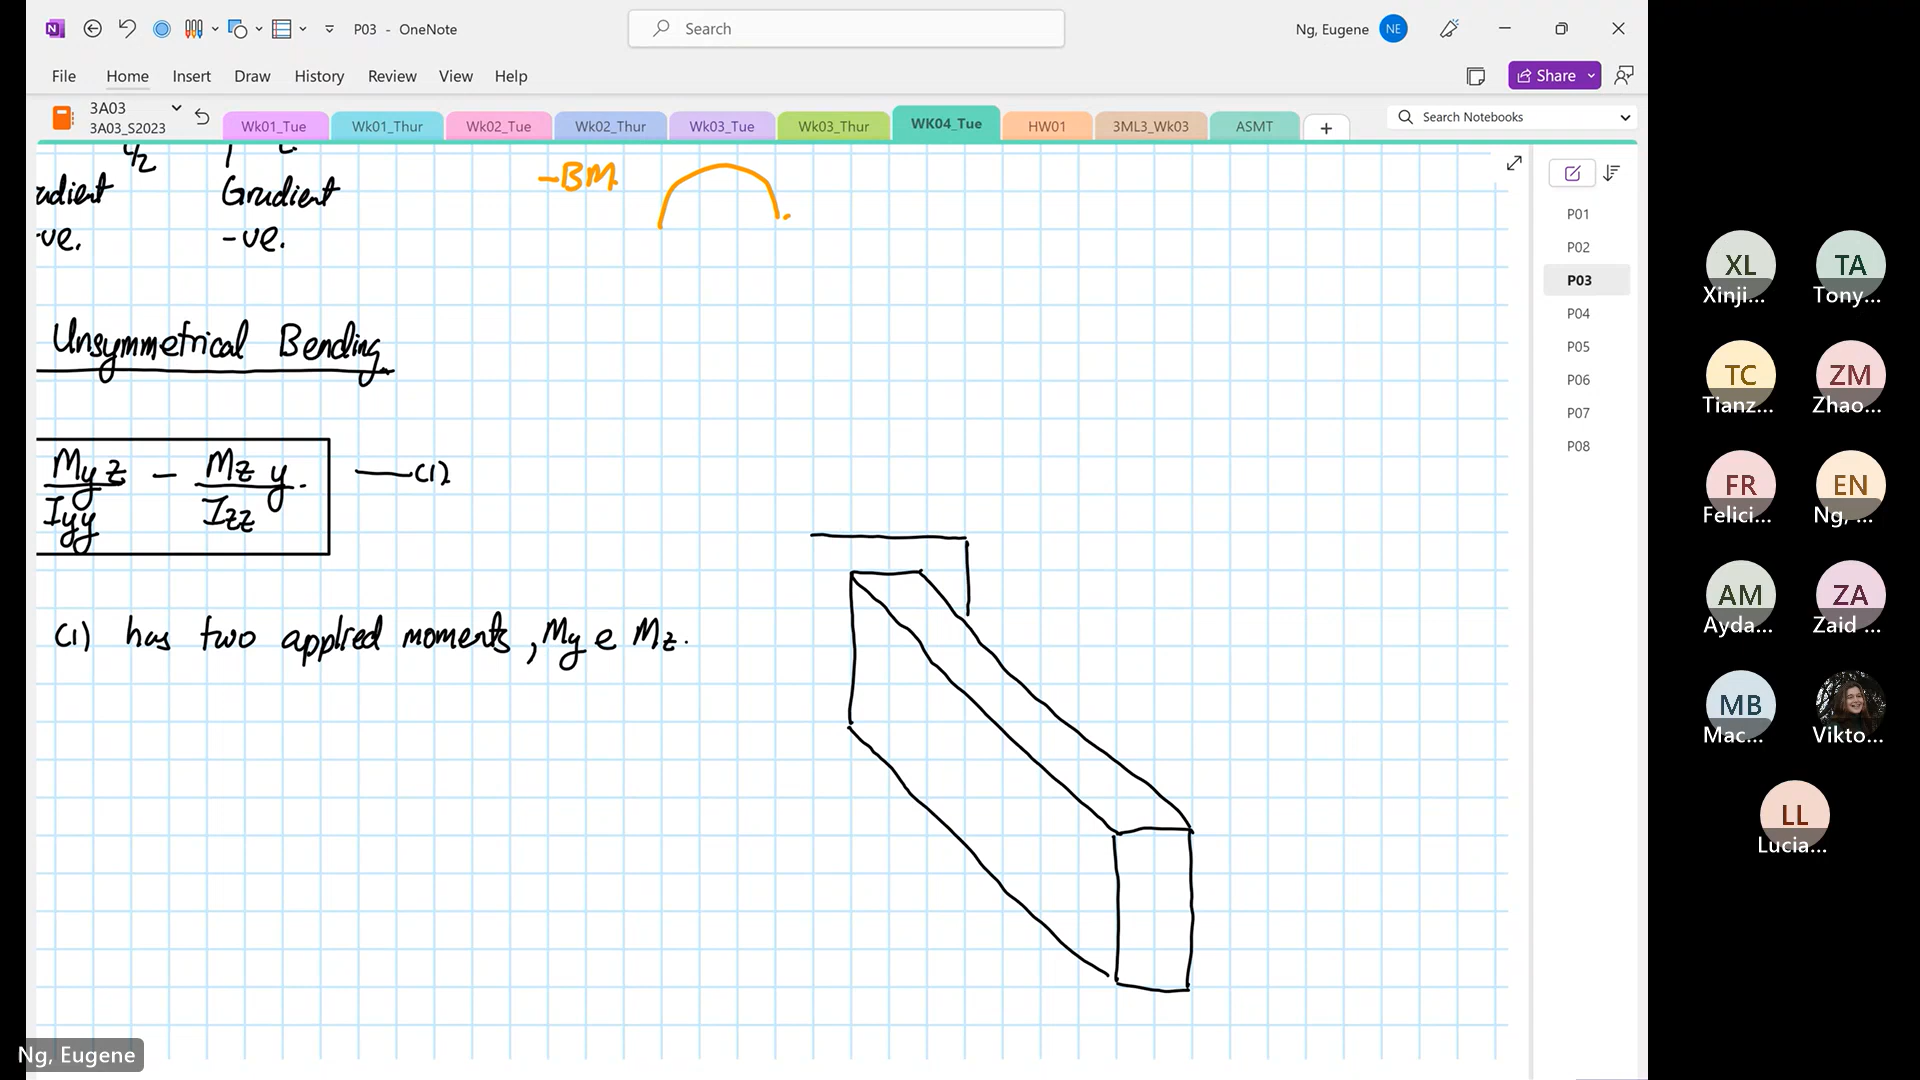 P03 - OneNote
Search
Ng, Eugene
NE
File Home Insert Draw History Review View Help
Share
3A03
3A03_S2023
Wk01_Tue Wk01_Thur Wk02_Tue Wk02_Thur Wk03_Tue Wk03_Thur WK04_Tue HW01 3ML3_Wk03 ASMT +
Search Notebooks
-BM
Gradient
-ve.
Unsymmetrical Bending
My z / Iyy - Mz y / Izz. —(1)
(1) has two applied moments, My & Mz.
P01
P02
P03
P04
P05
P06
P07
P08
XL TA
Xinji... Tony...
TC ZM
Tianz... Zhao...
FR EN
Felici... Ng, ...
AM ZA
Ayda... Zaid ...
MB
Mac... Vikto...
LL
Lucia...
Ng, Eugene